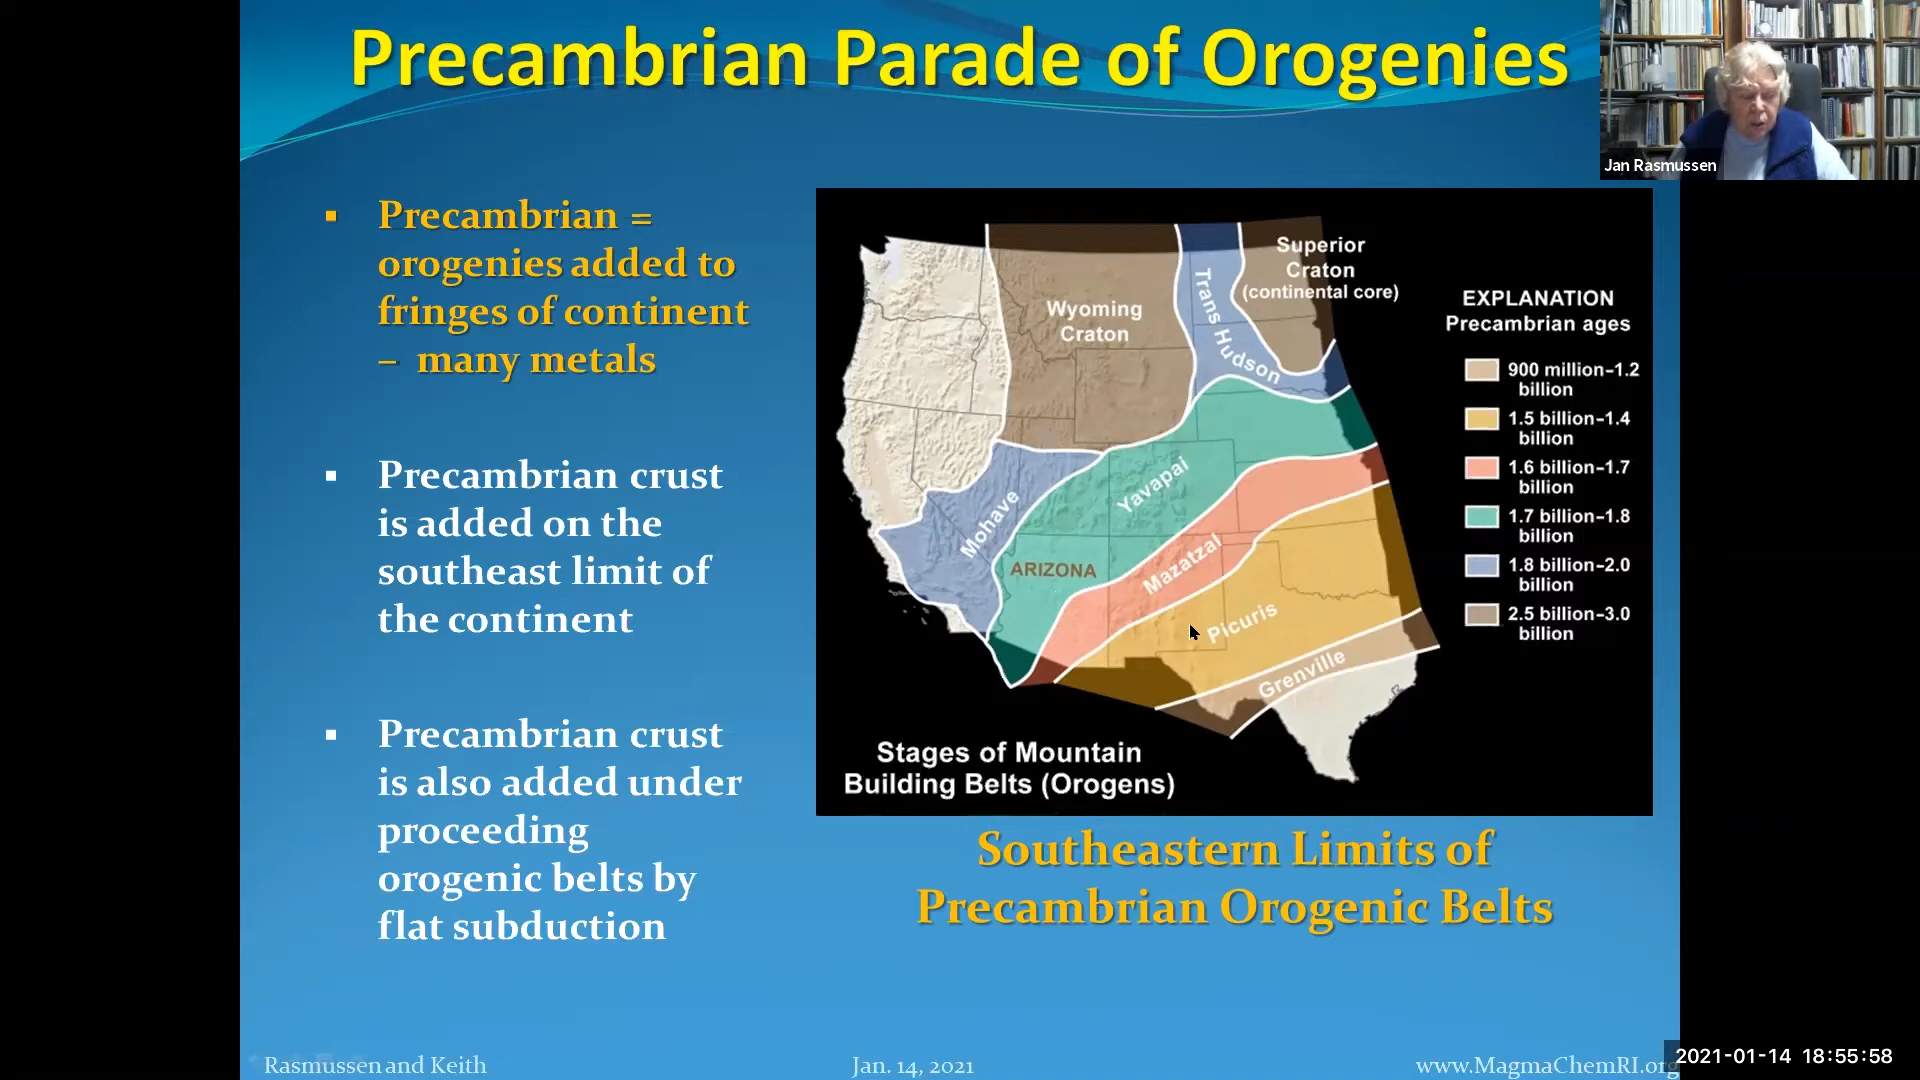 Precambrian Parade of Orogenies
Jan Rasmussen
▪ Precambrian =
orogenies added to
fringes of continent
– many metals
▪ Precambrian crust
is added on the
southeast limit of
the continent
▪ Precambrian crust
is also added under
proceeding
orogenic belts by
flat subduction
Superior
Craton
(continental core)
Wyoming
Craton
Trans Hudson
Mohave
Yavapai
ARIZONA
Mazatzal
Picuris
Grenville
EXPLANATION
Precambrian ages
900 million–1.2
billion
1.5 billion–1.4
billion
1.6 billion–1.7
billion
1.7 billion–1.8
billion
1.8 billion–2.0
billion
2.5 billion–3.0
billion
Stages of Mountain
Building Belts (Orogens)
Southeastern Limits of
Precambrian Orogenic Belts
Rasmussen and Keith
Jan. 14, 2021
www.MagmaChemRI.org
2021-01-14 18:55:58